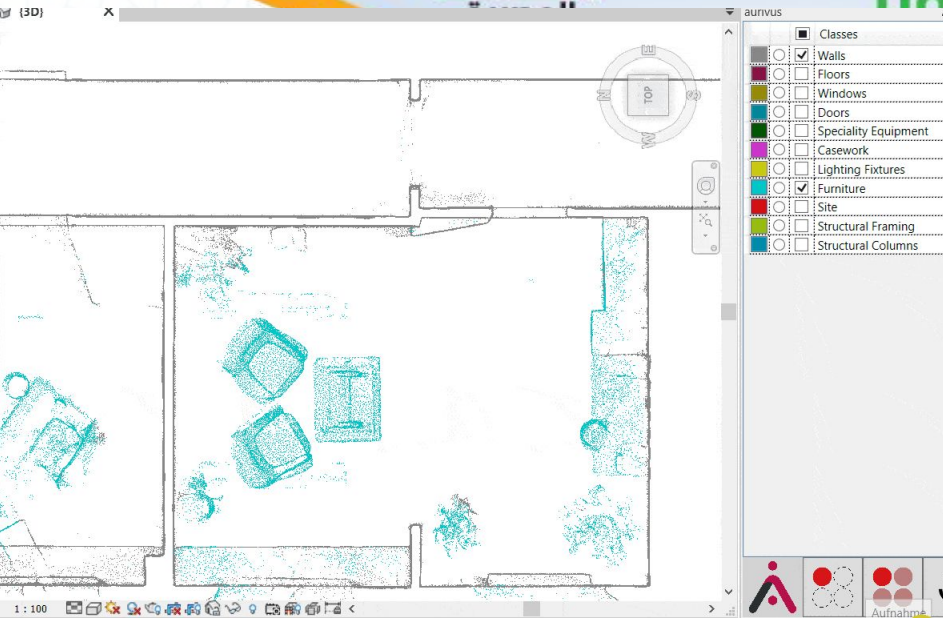 {3D}
X
aurivus
Classes
Walls
Floors
Windows
Doors
Speciality Equipment
Casework
Lighting Fixtures
Furniture
Site
Structural Framing
Structural Columns
E
N
TOP
S
W
1 : 100
Aufnahme